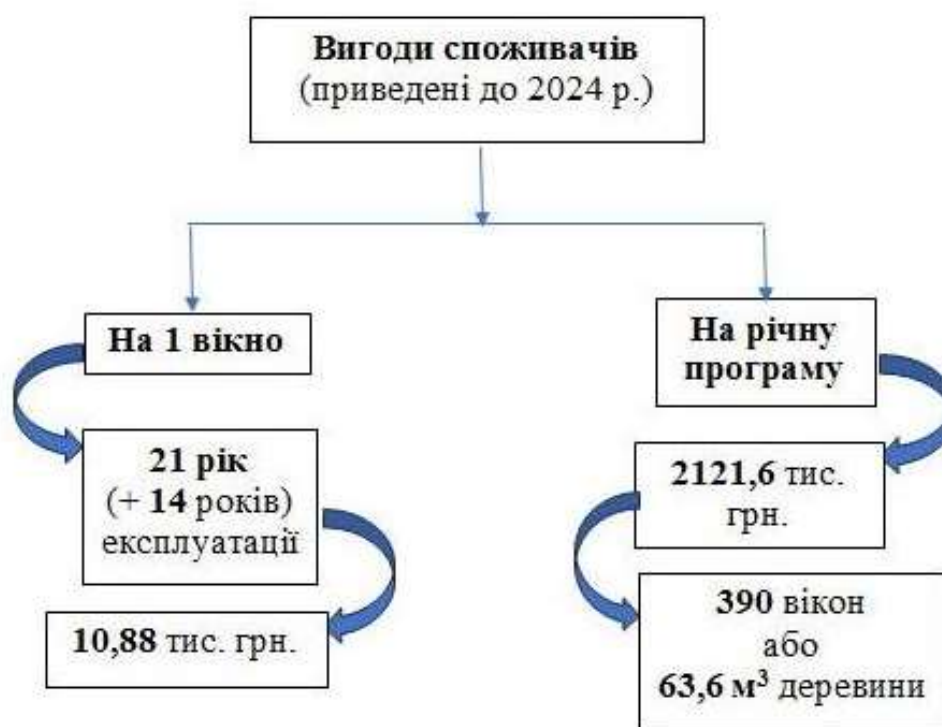 Вигоди споживачів
(приведені до 2024 р.)
На 1 вікно
На річну
програму
21 рік
(+ 14 років)
експлуатації
10,88 тис. грн.
2121,6 тис.
грн.
390 вікон
або
63,6 м³ деревини